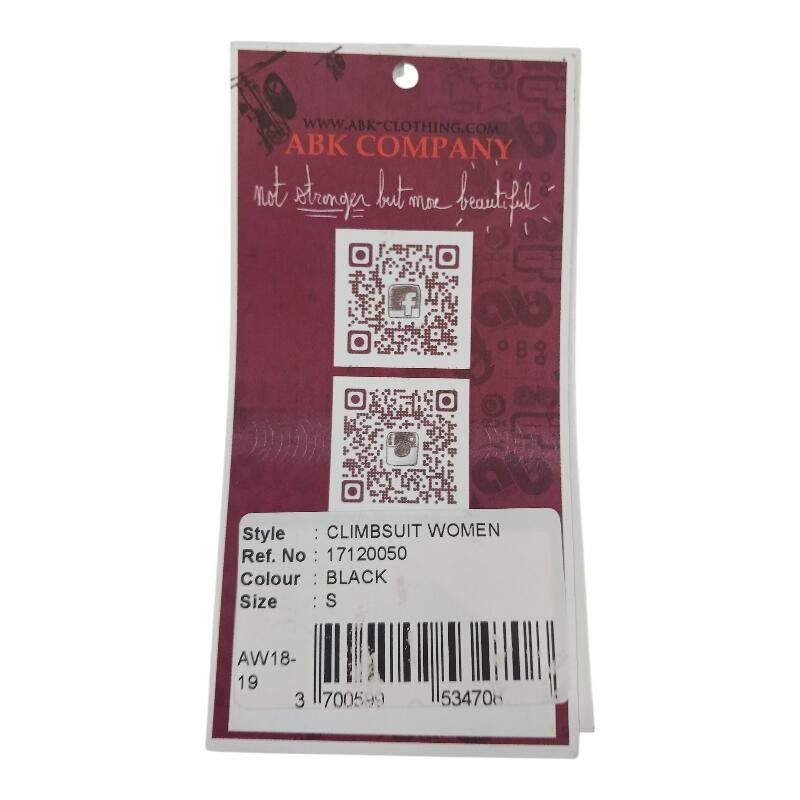 WWW.ABK-CLOTHING.COM
ABK COMPANY
not stronger but more beautiful
Style : CLIMBSUIT WOMEN
Ref. No : 17120050
Colour : BLACK
Size : S
AW18-
19
3 700599 534708